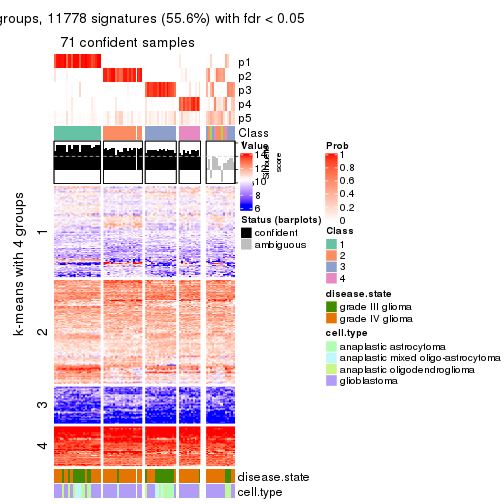 groups, 11778 signatures (55.6%) with fdr < 0.05
71 confident samples
p1
p2
p3
p4
p5
Class
Silhouette
score
k-means with 4 groups
1
2
3
4
disease.state
cell.type
Value
14
12
10
8
6
Status (barplots)
confident
ambiguous
Prob
1
0.8
0.6
0.4
0.2
0
Class
1
2
3
4
disease.state
grade III glioma
grade IV glioma
cell.type
anaplastic astrocytoma
anaplastic mixed oligo-astrocytoma
anaplastic oligodendroglioma
glioblastoma